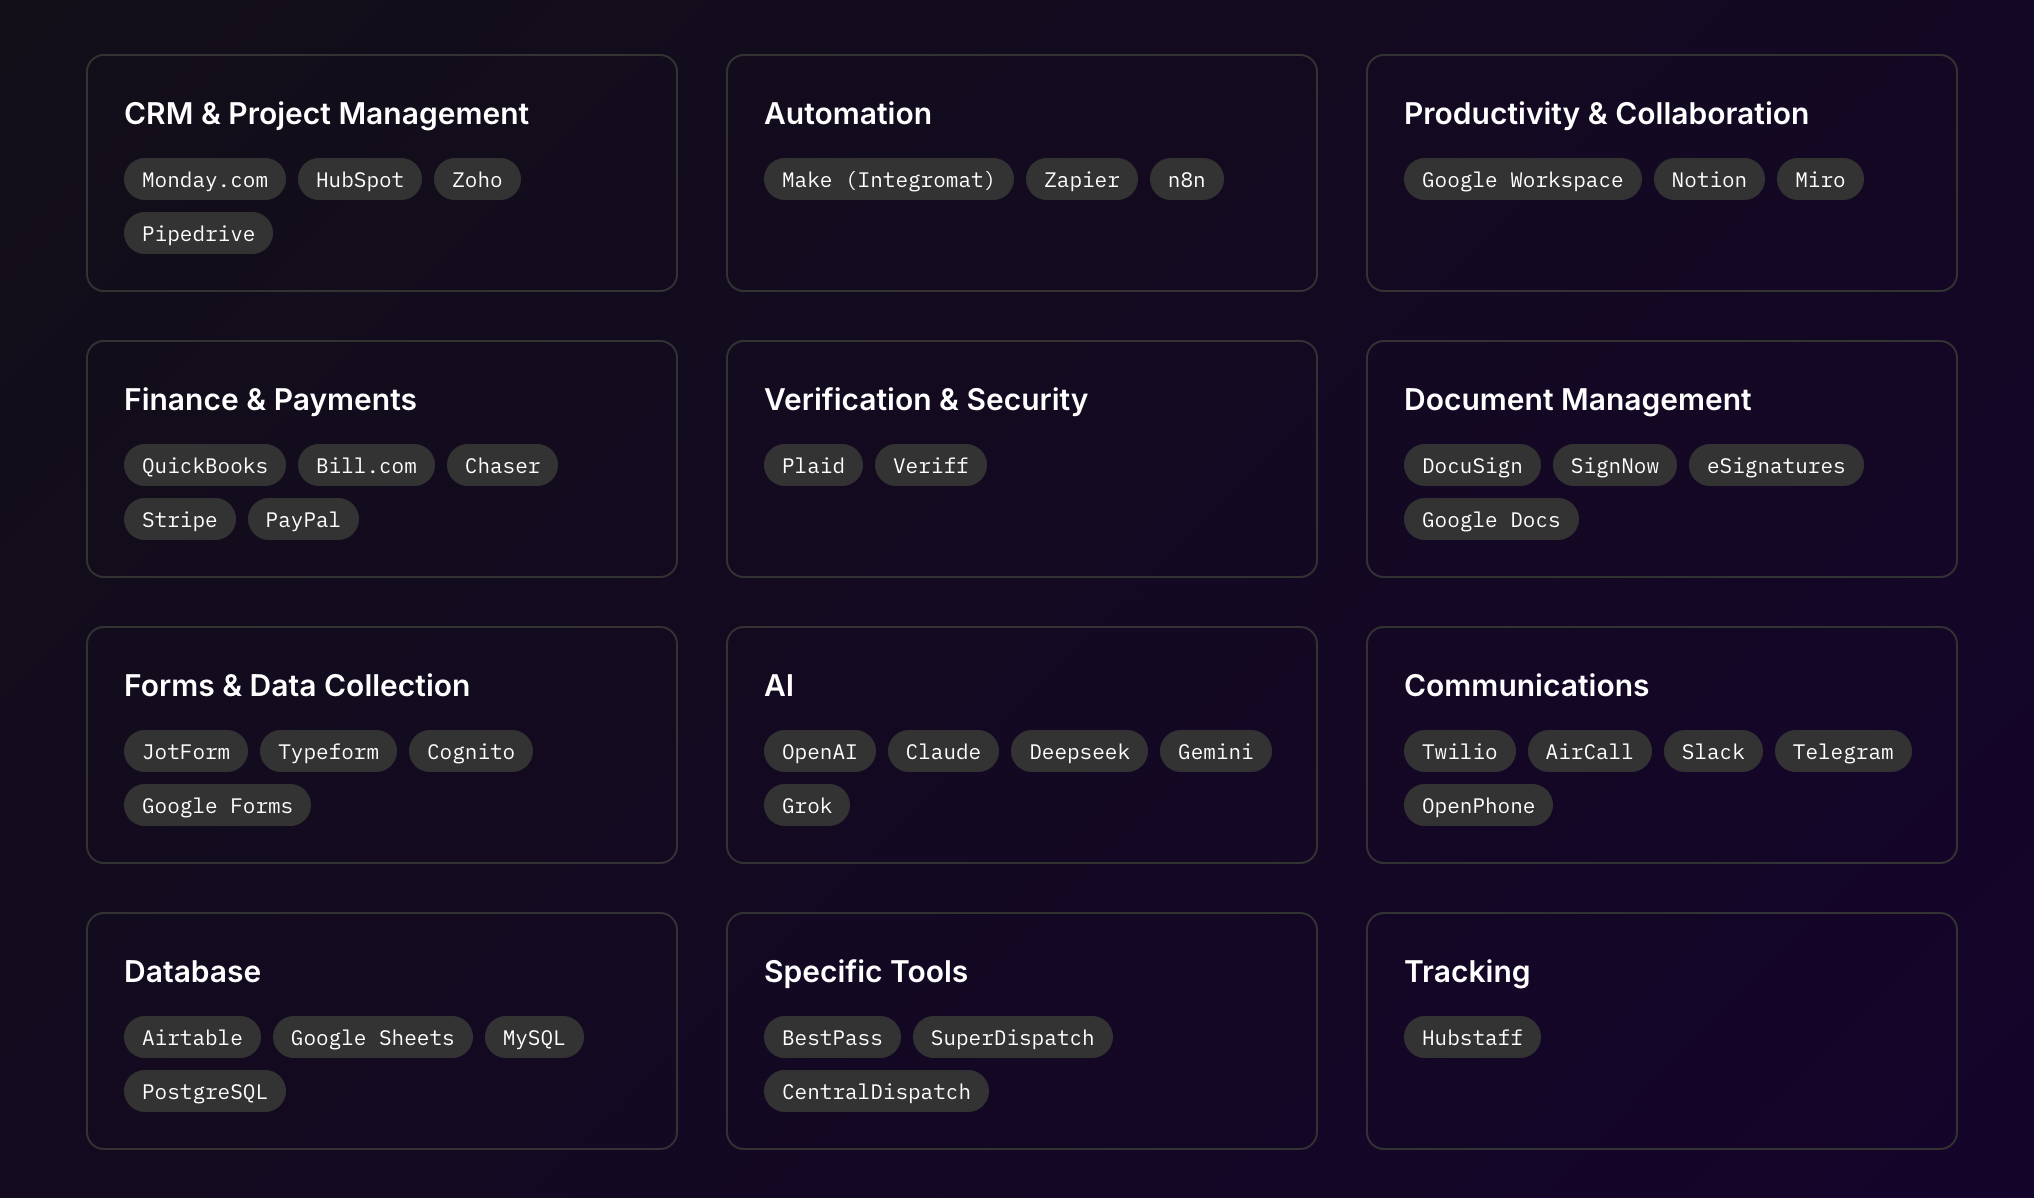 CRM & Project Management
Monday.com HubSpot Zoho
Pipedrive
Automation
Make (Integromat) Zapier n8n
Productivity & Collaboration
Google Workspace Notion Miro
Finance & Payments
QuickBooks Bill.com Chaser
Stripe PayPal
Verification & Security
Plaid Veriff
Document Management
DocuSign SignNow eSignatures
Google Docs
Forms & Data Collection
JotForm Typeform Cognito
Google Forms
AI
OpenAI Claude Deepseek Gemini
Grok
Communications
Twilio AirCall Slack Telegram
OpenPhone
Database
Airtable Google Sheets MySQL
PostgreSQL
Specific Tools
BestPass SuperDispatch
CentralDispatch
Tracking
Hubstaff